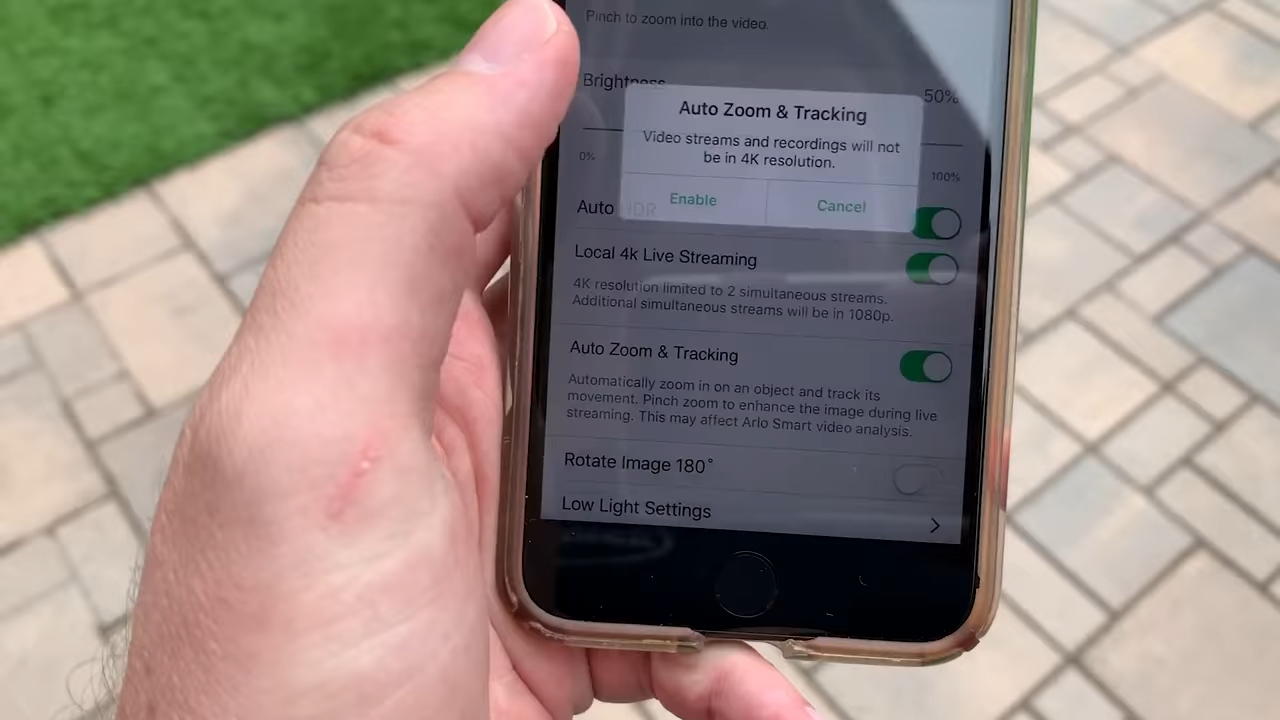 Pinch to zoom into the video.
Brightness
50%
Auto Zoom & Tracking
Video streams and recordings will not
be in 4K resolution.
0%
100%
Enable
Cancel
Auto HDR
Local 4k Live Streaming
4K resolution limited to 2 simultaneous streams.
Additional simultaneous streams will be in 1080p.
Auto Zoom & Tracking
Automatically zoom in on an object and track its
movement. Pinch zoom to enhance the image during live
streaming. This may affect Arlo Smart video analysis.
Rotate Image 180°
Low Light Settings